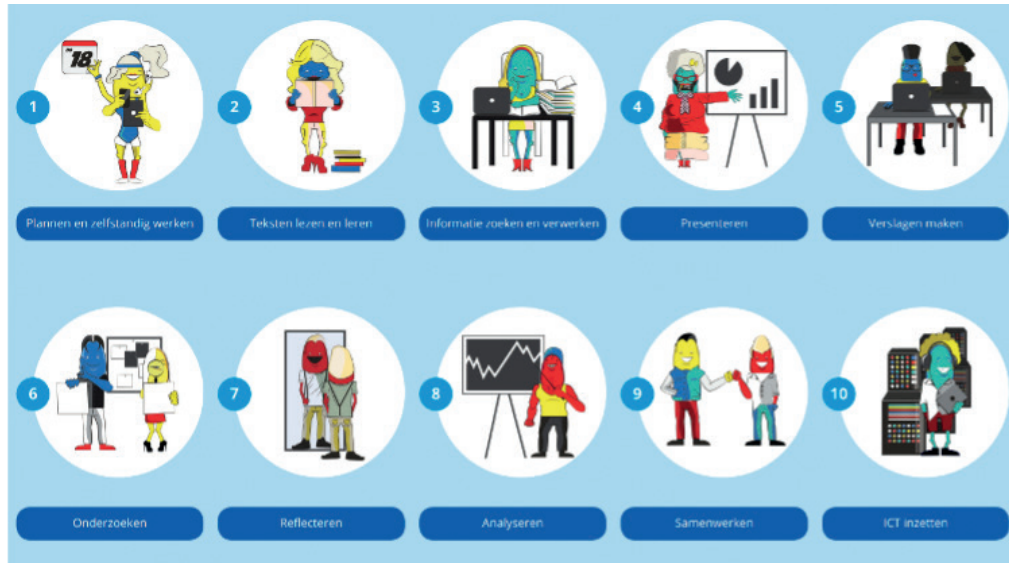 18
1
2
3
4
5
Plannen en zelfstandig werken
Teksten lezen en leren
Informatie zoeken en verwerken
Presenteren
Verslagen maken
6
7
8
9
10
Onderzoeken
Reflecteren
Analyseren
Samenwerken
ICT inzetten